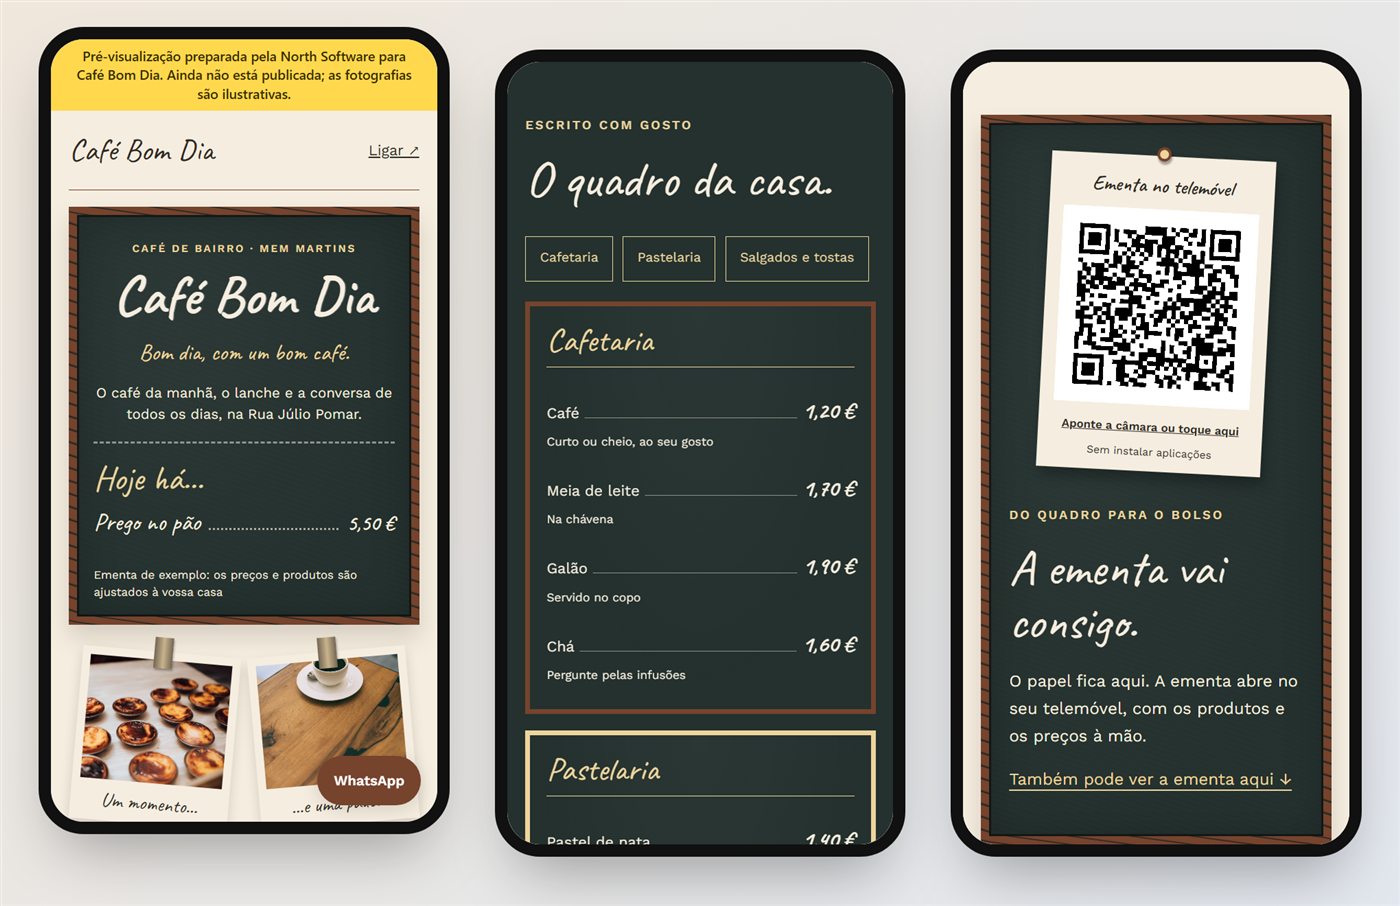 Pré-visualização preparada pela North Software para
Café Bom Dia. Ainda não está publicada; as fotografias
são ilustrativas.
Café Bom Dia
Ligar ↗
CAFÉ DE BAIRRO · MEM MARTINS
Café Bom Dia
Bom dia, com um bom café.
O café da manhã, o lanche e a conversa de
todos os dias, na Rua Júlio Pomar.
Hoje há...
Prego no pão 5,50 €
Ementa de exemplo: os preços e produtos são
ajustados à vossa casa
Um momento...
...e uma
WhatsApp
ESCRITO COM GOSTO
O quadro da casa.
Cafetaria
Pastelaria
Salgados e tostas
Cafetaria
Café 1,20 €
Curto ou cheio, ao seu gosto
Meia de leite 1,70 €
Na chávena
Galão 1,90 €
Servido no copo
Chá 1,60 €
Pergunte pelas infusões
Pastelaria
Pastel de nata 1,40 €
Ementa no telemóvel
Aponte a câmara ou toque aqui
Sem instalar aplicações
DO QUADRO PARA O BOLSO
A ementa vai
consigo.
O papel fica aqui. A ementa abre no
seu telemóvel, com os produtos e
os preços à mão.
Também pode ver a ementa aqui ↓